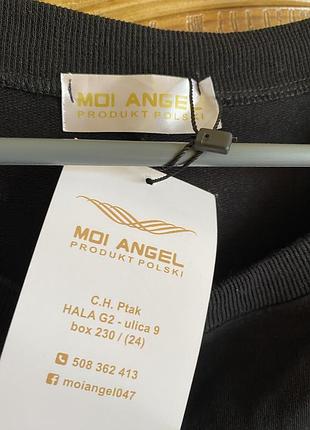 MOI ANGEL
PRODUKT POLSKI
MOI ANGEL
PRODUKT POLSKI
C.H. Ptak
HALA G2 - ulica 9
box 230 / (24)
508 362 413
moiangel047